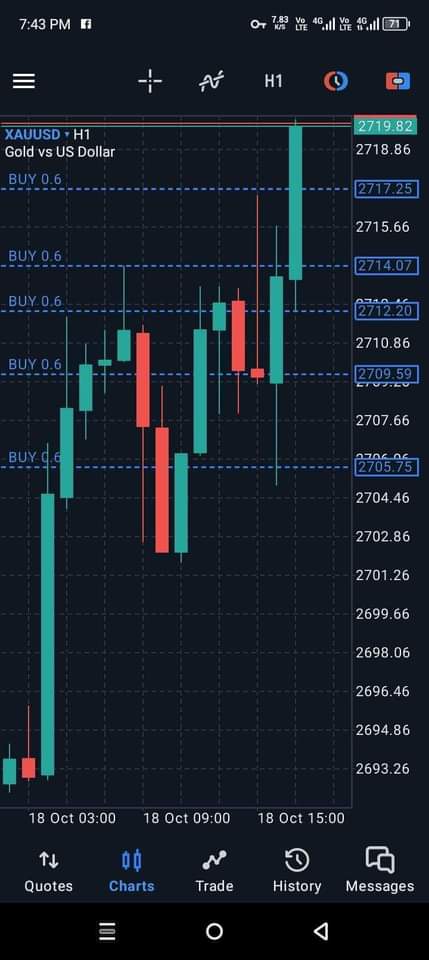 7:43 PM
7.83 K/S Vo LTE 4G Vo LTE 4G 71
H1
XAUUSD H1
Gold vs US Dollar
2719.82
2718.86
BUY 0.6
2717.25
2715.66
BUY 0.6
2714.07
BUY 0.6
2712.20
2710.86
BUY 0.6
2709.59
2707.66
BUY 0.6
2705.75
2704.46
2702.86
2701.26
2699.66
2698.06
2696.46
2694.86
2693.26
18 Oct 03:00 18 Oct 09:00 18 Oct 15:00
Quotes Charts Trade History Messages